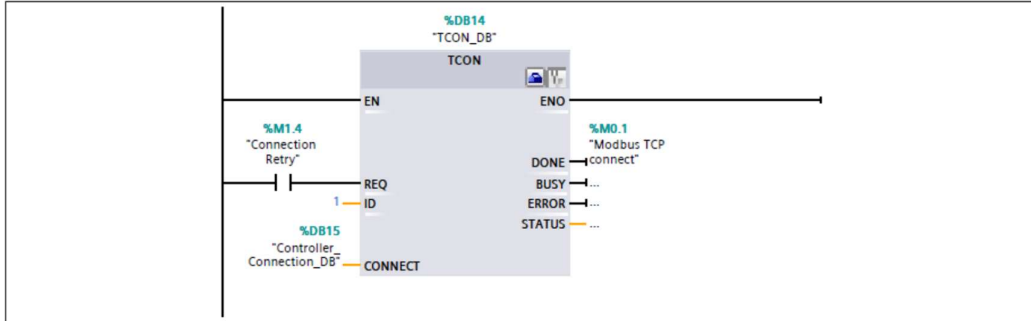 %DB14
"TCON_DB"
TCON
EN
ENO
%M1.4
"Connection
Retry"
%M0.1
"Modbus TCP
connect"
DONE
REQ
BUSY
...
1
ID
ERROR
...
STATUS
...
%DB15
"Controller_
Connection_DB"
CONNECT